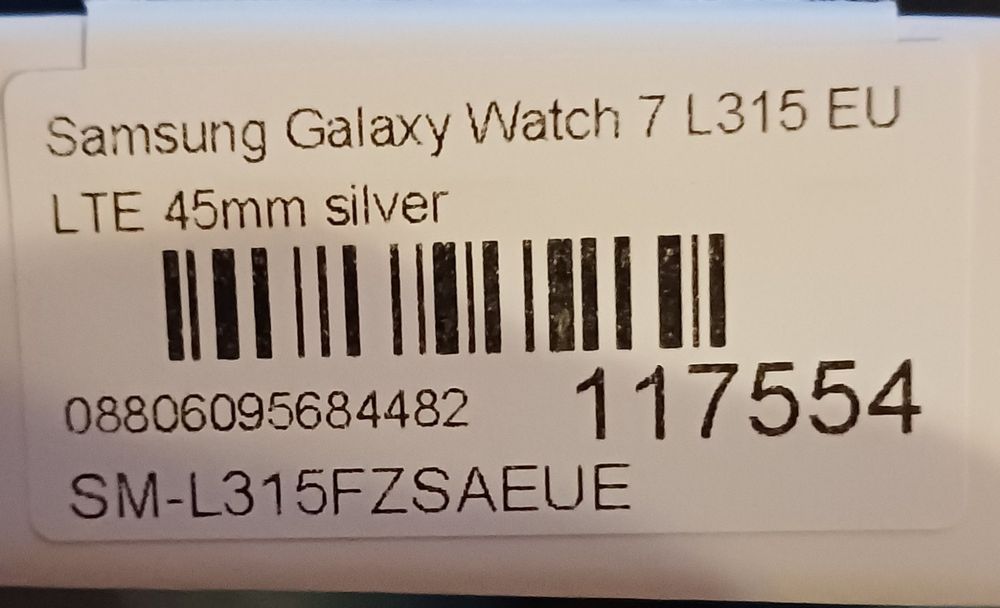 Samsung Galaxy Watch 7 L315 EU
LTE 45mm silver
08806095684482 117554
SM-L315FZSAEUE